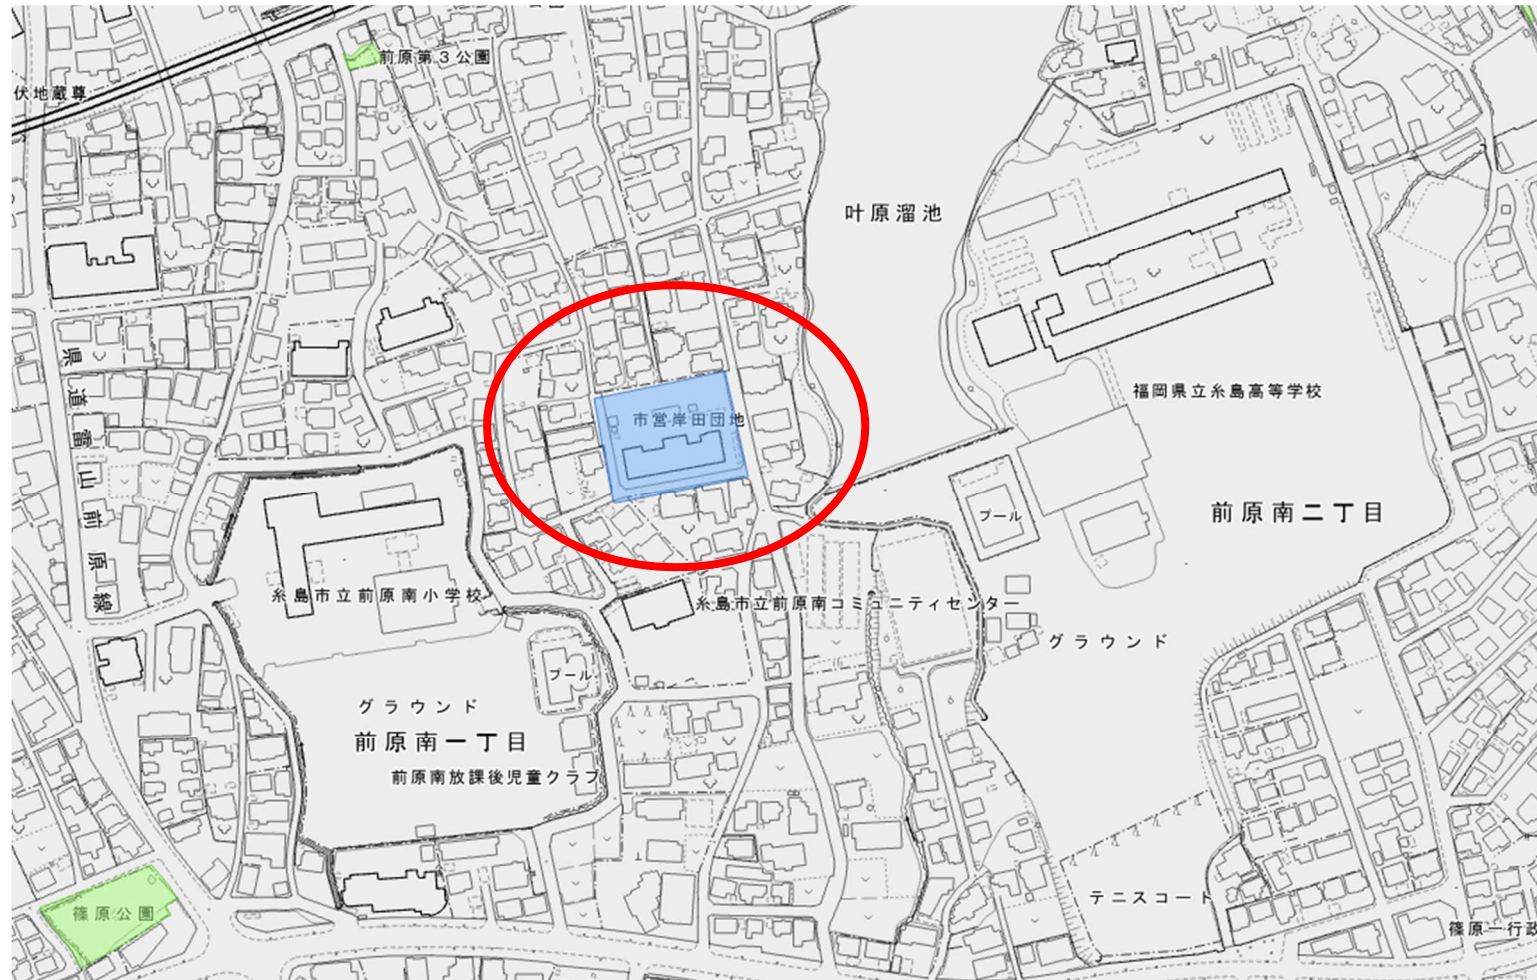 前原第３公園
伏地蔵尊
叶原溜池
県道雷山前原線
福岡県立糸島高等学校
市営岸田団地
前原南二丁目
プール
糸島市立前原南小学校
糸島市立前原南コミュニティセンター
グラウンド
プール
グラウンド
前原南一丁目
前原南放課後児童クラブ
テニスコート
篠原公園
篠原一行政